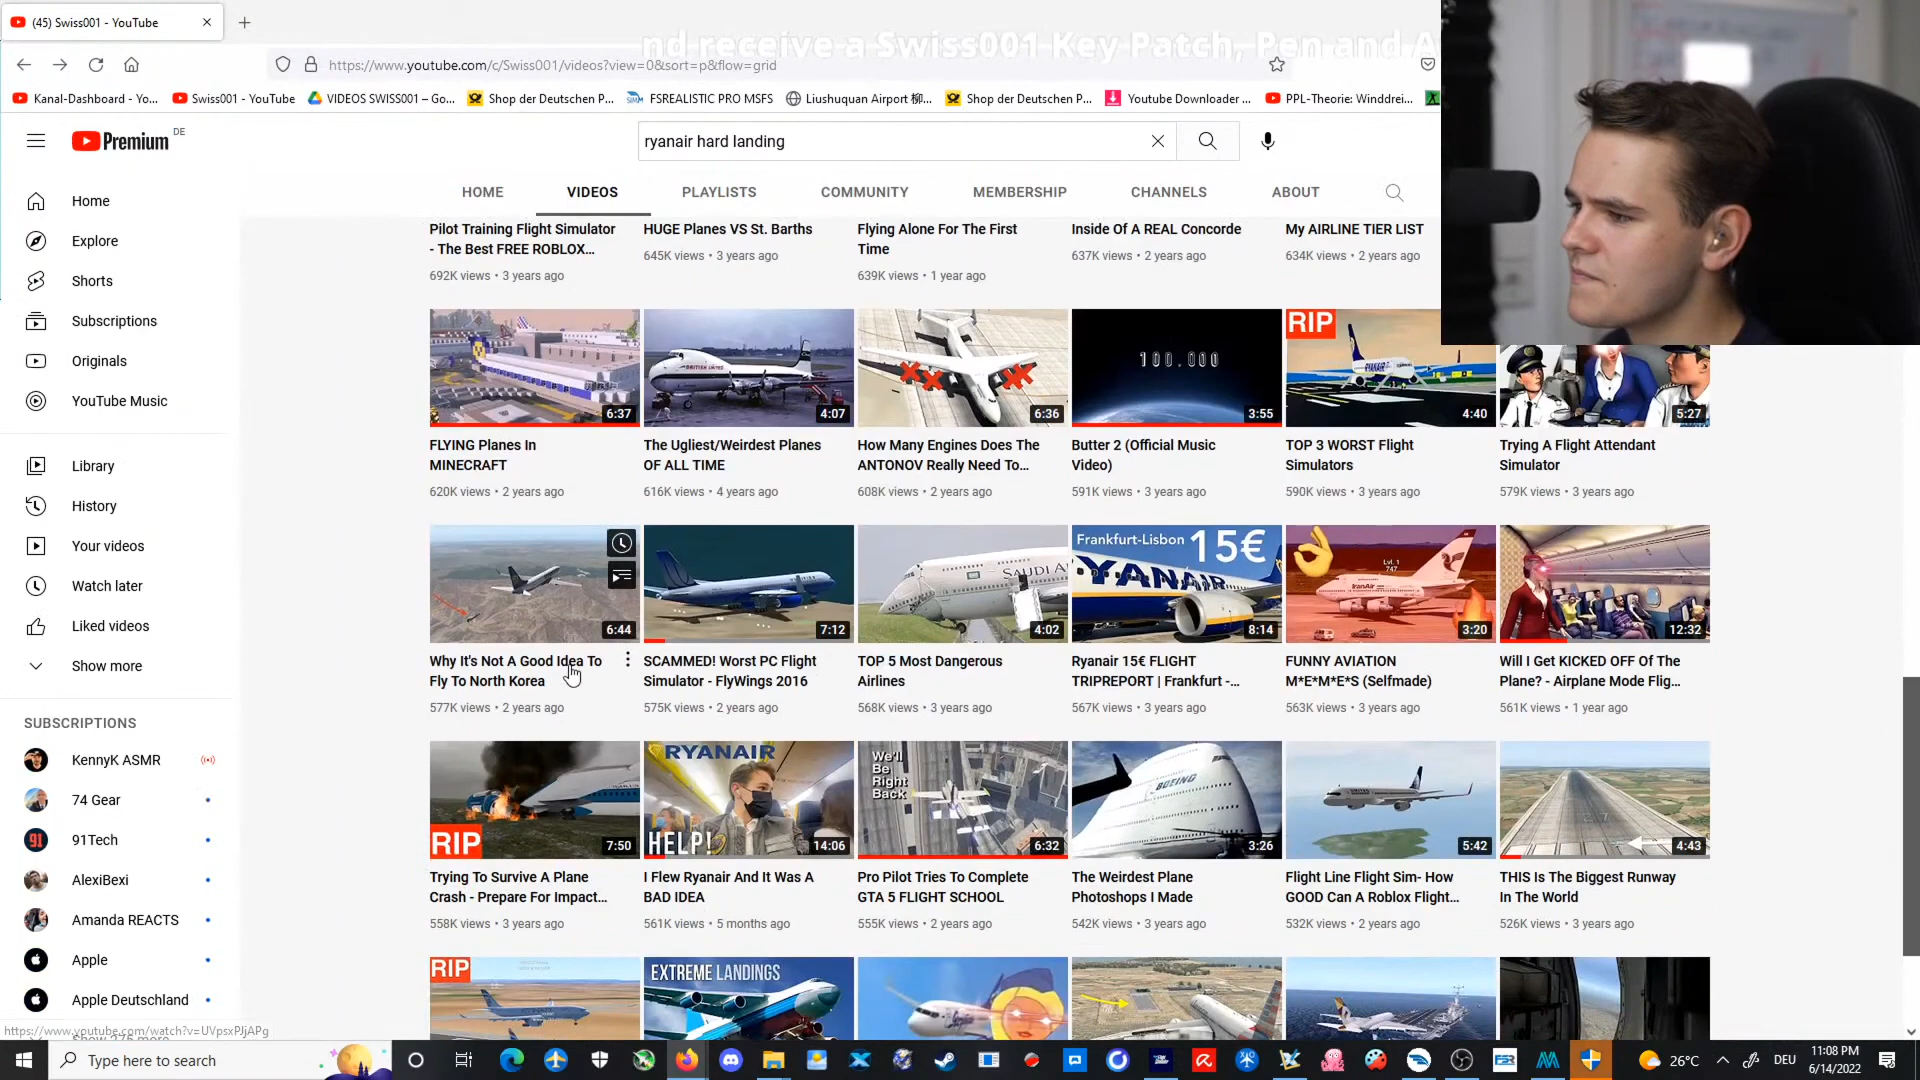 (45) Swiss001 - YouTube
nd receive a Swiss001 Key Patch, Pen and A
https://www.youtube.com/c/Swiss001/videos?view=0&sort=p&flow=grid
Kanal-Dashboard - Yo...
Swiss001 - YouTube
VIDEOS SWISS001 – Go...
Shop der Deutschen P...
FSREALISTIC PRO MSFS
Liushuquan Airport 柳...
Shop der Deutschen P...
Youtube Downloader ...
PPL-Theorie: Winddrei...
Premium
DE
ryanair hard landing
HOME
VIDEOS
PLAYLISTS
COMMUNITY
MEMBERSHIP
CHANNELS
ABOUT
Home
Explore
Shorts
Subscriptions
Originals
YouTube Music
Library
History
Your videos
Watch later
Liked videos
Show more
SUBSCRIPTIONS
KennyK ASMR
74 Gear
91Tech
AlexiBexi
Amanda REACTS
Apple
Apple Deutschland
Pilot Training Flight Simulator
- The Best FREE ROBLOX...
692K views • 3 years ago
HUGE Planes VS St. Barths
645K views • 3 years ago
Flying Alone For The First
Time
639K views • 1 year ago
Inside Of A REAL Concorde
637K views • 2 years ago
My AIRLINE TIER LIST
634K views • 2 years ago
6:37
FLYING Planes In
MINECRAFT
620K views • 2 years ago
BRITISH UNITED
4:07
The Ugliest/Weirdest Planes
OF ALL TIME
616K views • 4 years ago
6:36
How Many Engines Does The
ANTONOV Really Need To...
608K views • 2 years ago
100.000
3:55
Butter 2 (Official Music
Video)
591K views • 3 years ago
RIP
4:40
TOP 3 WORST Flight
Simulators
590K views • 3 years ago
5:27
Trying A Flight Attendant
Simulator
579K views • 3 years ago
6:44
Why It's Not A Good Idea To
Fly To North Korea
577K views • 2 years ago
7:12
SCAMMED! Worst PC Flight
Simulator - FlyWings 2016
575K views • 2 years ago
4:02
TOP 5 Most Dangerous
Airlines
568K views • 3 years ago
Frankfurt-Lisbon 15€
8:14
Ryanair 15€ FLIGHT
TRIPREPORT | Frankfurt -...
567K views • 3 years ago
Lvl. 1
747
3:20
FUNNY AVIATION
M*E*M*E*S (Selfmade)
563K views • 3 years ago
12:32
Will I Get KICKED OFF Of The
Plane? - Airplane Mode Flig...
561K views • 1 year ago
RIP
7:50
Trying To Survive A Plane
Crash - Prepare For Impact...
558K views • 3 years ago
RYANAIR
HELP!
14:06
I Flew Ryanair And It Was A
BAD IDEA
561K views • 5 months ago
We'll
Be
Right
Back
6:32
Pro Pilot Tries To Complete
GTA 5 FLIGHT SCHOOL
555K views • 2 years ago
BOEING
3:26
The Weirdest Plane
Photoshops I Made
542K views • 3 years ago
5:42
Flight Line Flight Sim- How
GOOD Can A Roblox Flight...
532K views • 2 years ago
27
4:43
THIS Is The Biggest Runway
In The World
526K views • 3 years ago
RIP
EXTREME LANDINGS
https://www.youtube.com/watch?v=UVpsxPJjAPg
Type here to search
26°C
DEU
11:08 PM
6/14/2022